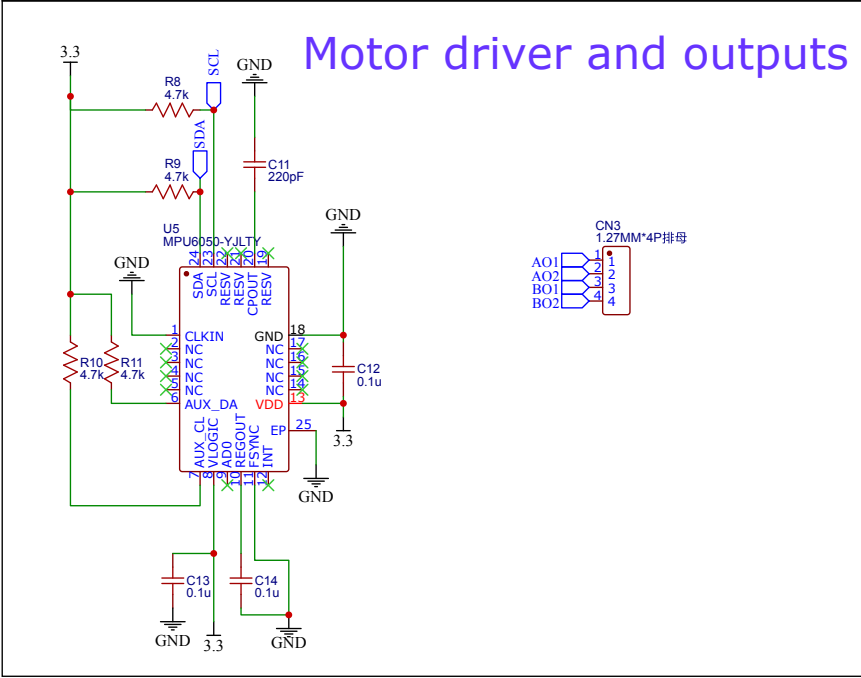 Motor driver and outputs
3.3
SCL
GND
R8
4.7k
SDA
R9
4.7k
C11
220pF
U5
MPU6050-YJLTY
GND
GND
24 23 22 21 20 19
SDA SCL RESV RESV CPOUT RESV
1 CLKIN
2 NC
3 NC
4 NC
5 NC
6 AUX_DA
GND 18
NC 17
NC 16
NC 15
NC 14
VDD 13
EP 25
R10
4.7k
R11
4.7k
C12
0.1u
3.3
GND
AUX_CL VLOGIC AD0 REGOUT FSYNC INT
7 8 9 10 11 12
C13
0.1u
C14
0.1u
GND
3.3
GND
CN3
1.27MM*4P排母
AO1 1 1
AO2 2 2
BO1 3 3
BO2 4 4